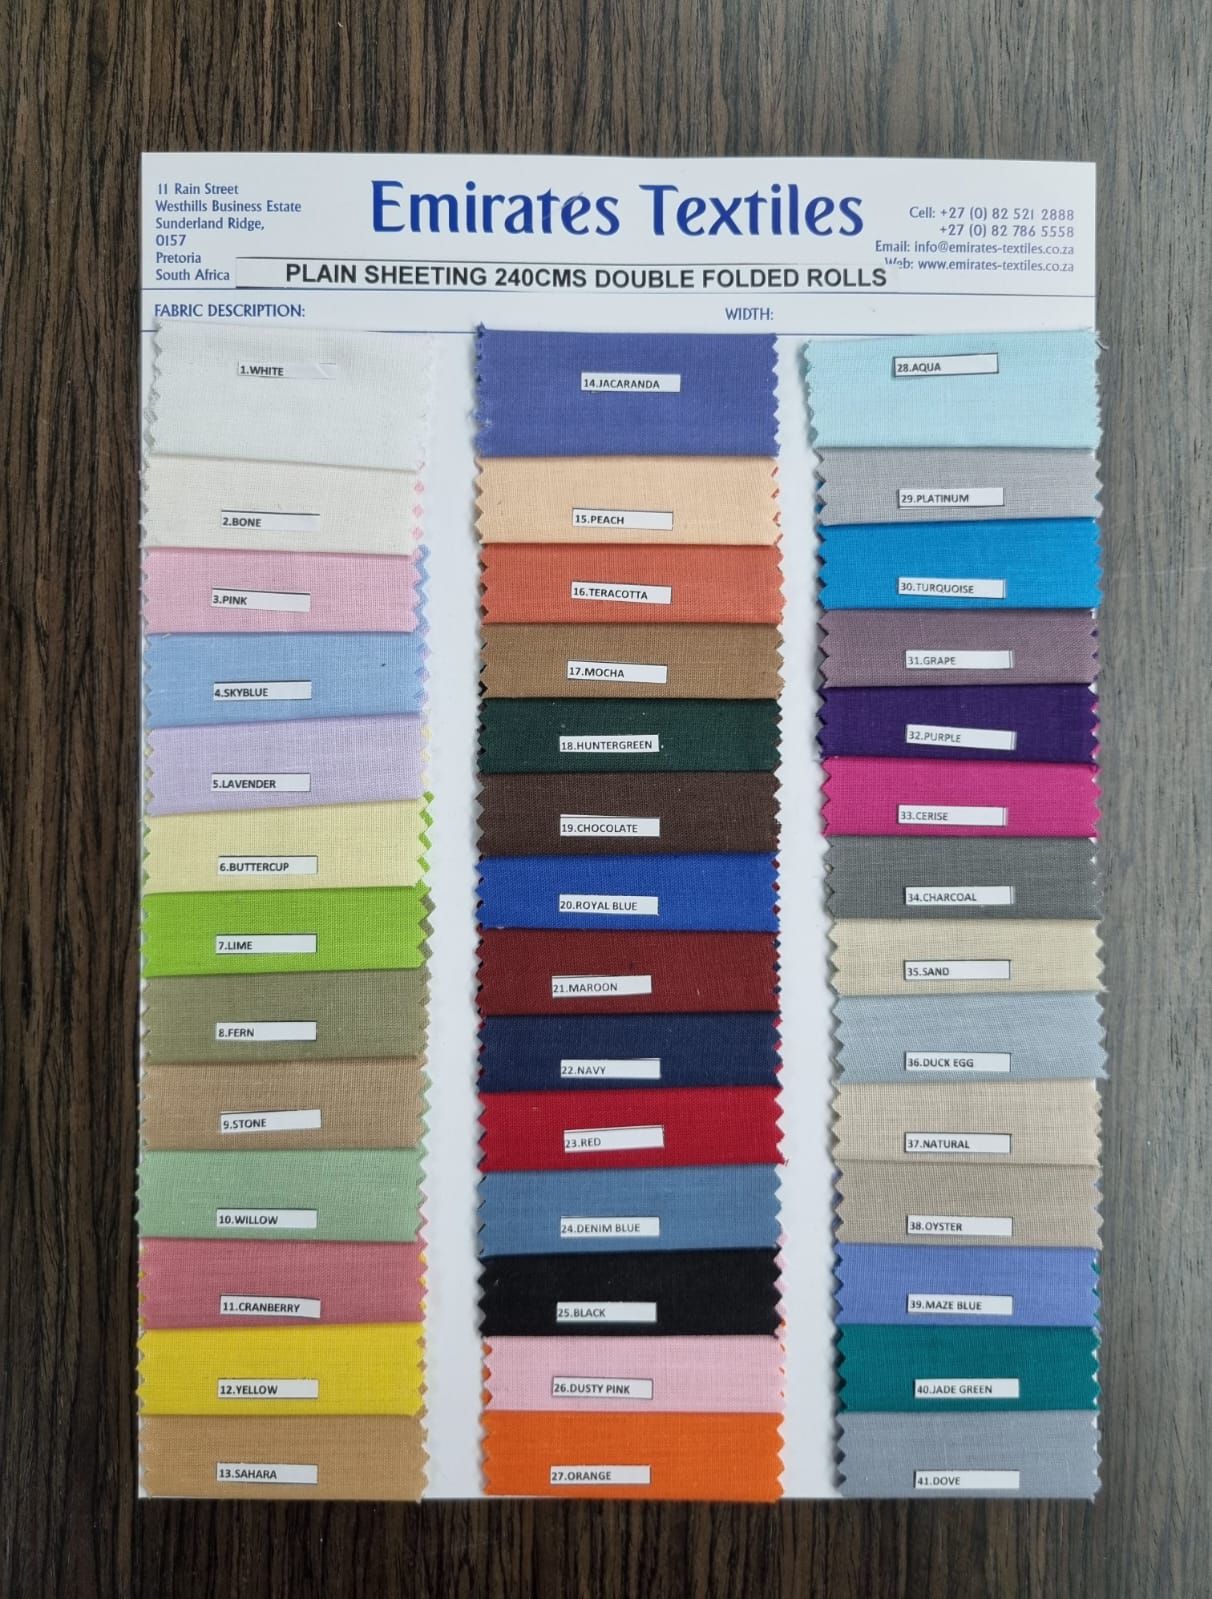 11 Rain Street
Westhills Business Estate
Sunderland Ridge,
0157
Pretoria
South Africa
Emirates Textiles
Cell: +27 (0) 82 521 2888
+27 (0) 82 786 5558
Email: info@emirates-textiles.co.za
Web: www.emirates-textiles.co.za
PLAIN SHEETING 240CMS DOUBLE FOLDED ROLLS
FABRIC DESCRIPTION:
WIDTH:
1.WHITE
2.BONE
3.PINK
4.SKYBLUE
5.LAVENDER
6.BUTTERCUP
7.LIME
8.FERN
9.STONE
10.WILLOW
11.CRANBERRY
12.YELLOW
13.SAHARA
14.JACARANDA
15.PEACH
16.TERACOTTA
17.MOCHA
18.HUNTERGREEN
19.CHOCOLATE
20.ROYAL BLUE
21.MAROON
22.NAVY
23.RED
24.DENIM BLUE
25.BLACK
26.DUSTY PINK
27.ORANGE
28.AQUA
29.PLATINUM
30.TURQUOISE
31.GRAPE
32.PURPLE
33.CERISE
34.CHARCOAL
35.SAND
36.DUCK EGG
37.NATURAL
38.OYSTER
39.MAZE BLUE
40.JADE GREEN
41.DOVE